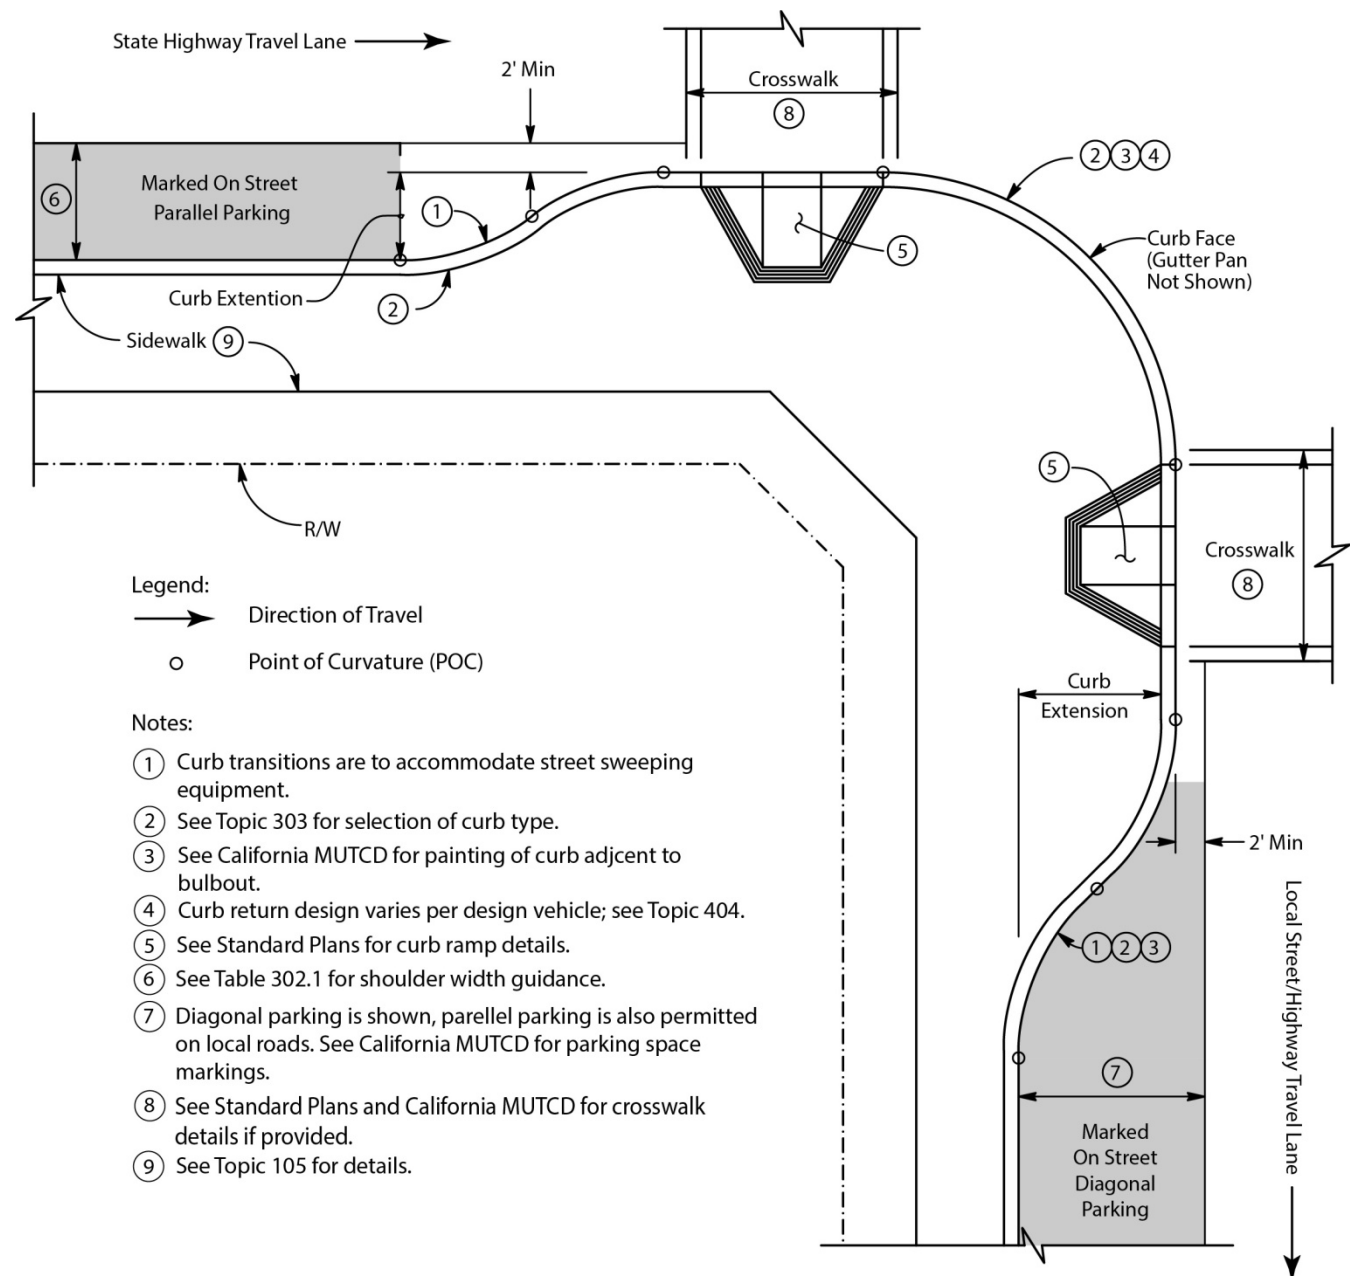 State Highway Travel Lane
2' Min
Crosswalk
8
2 3 4
Marked On Street
Parallel Parking
6
1
5
Curb Face
(Gutter Pan
Not Shown)
Curb Extention
2
Sidewalk 9
5
R/W
Crosswalk
8
Legend:
Direction of Travel
Point of Curvature (POC)
Curb
Extension
Notes:
1 Curb transitions are to accommodate street sweeping
equipment.
2 See Topic 303 for selection of curb type.
3 See California MUTCD for painting of curb adjcent to
bulbout.
4 Curb return design varies per design vehicle; see Topic 404.
5 See Standard Plans for curb ramp details.
6 See Table 302.1 for shoulder width guidance.
7 Diagonal parking is shown, parellel parking is also permitted
on local roads. See California MUTCD for parking space
markings.
8 See Standard Plans and California MUTCD for crosswalk
details if provided.
9 See Topic 105 for details.
2' Min
1 2 3
Local Street/Highway Travel Lane
7
Marked
On Street
Diagonal
Parking